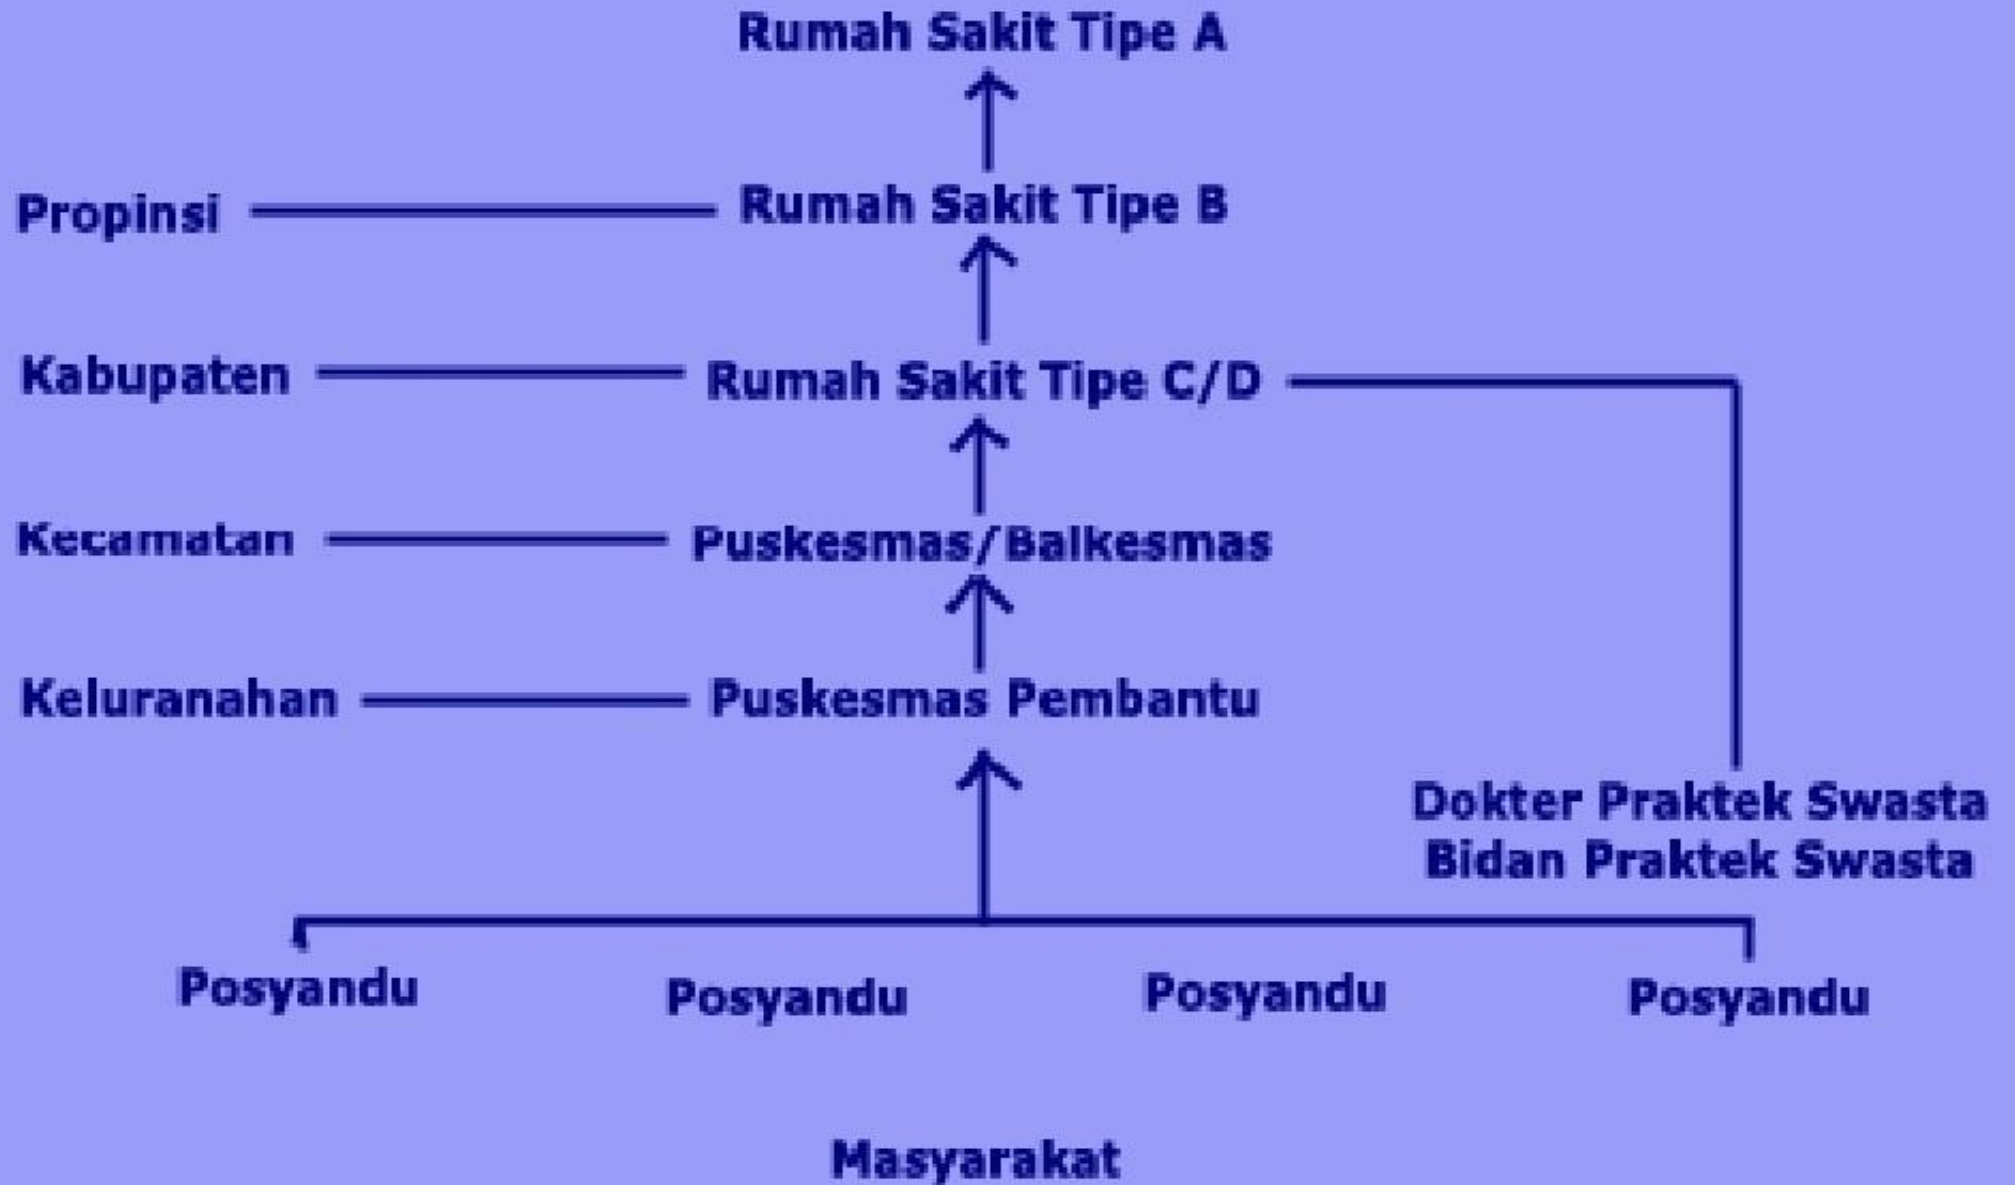 Rumah Sakit Tipe A
Propinsi Rumah Sakit Tipe B
Kabupaten Rumah Sakit Tipe C/D
Kecamatan Puskesmas/Balkesmas
Keluranahan Puskesmas Pembantu
Dokter Praktek Swasta
Bidan Praktek Swasta
Posyandu Posyandu Posyandu Posyandu
Masyarakat